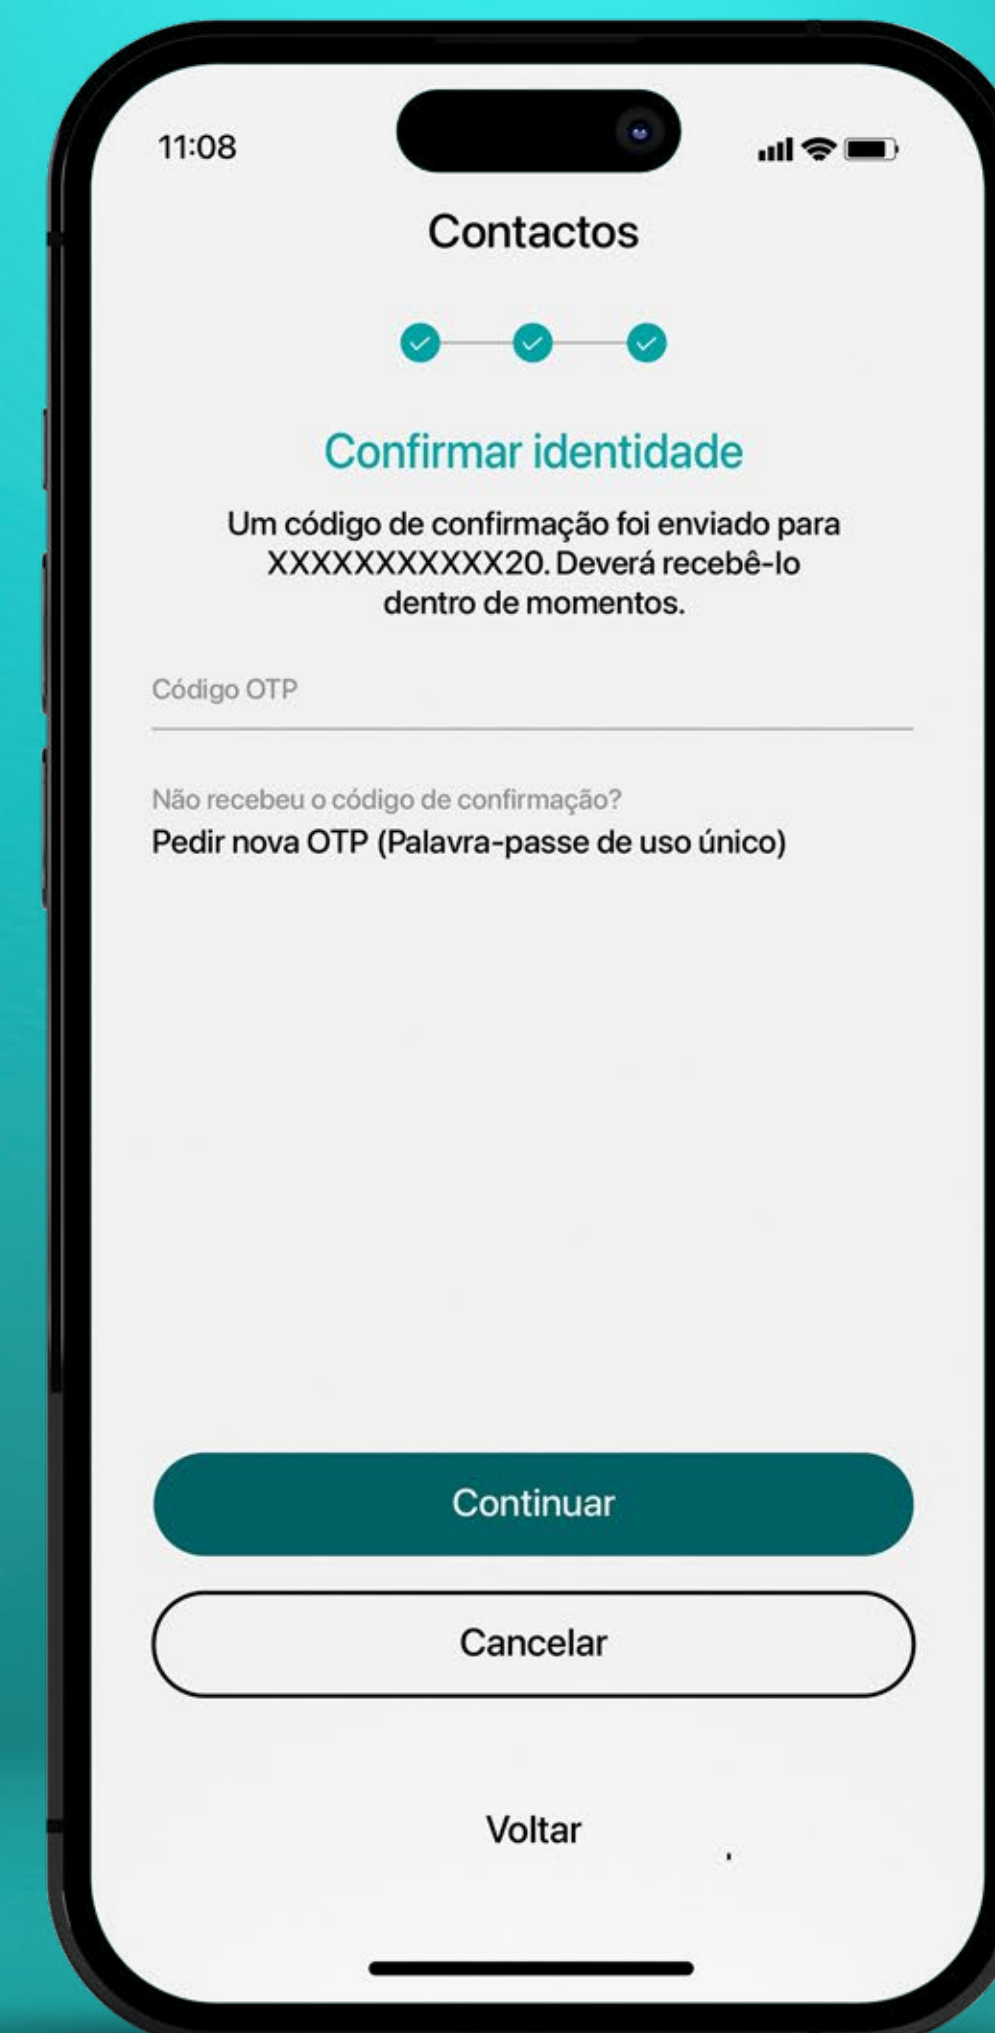 11:08
Contactos
Confirmar identidade
Um código de confirmação foi enviado para
XXXXXXXXXXX20. Deverá recebê-lo
dentro de momentos.
Código OTP
Não recebeu o código de confirmação?
Pedir nova OTP (Palavra-passe de uso único)
Continuar
Cancelar
Voltar